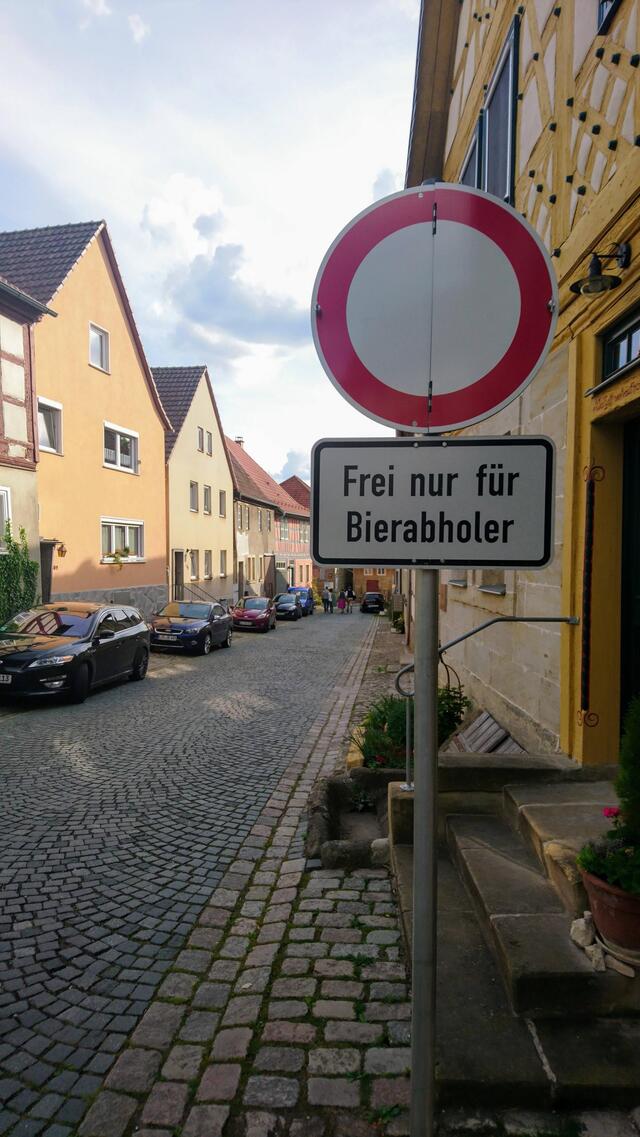 Frei nur für
Bierabholer